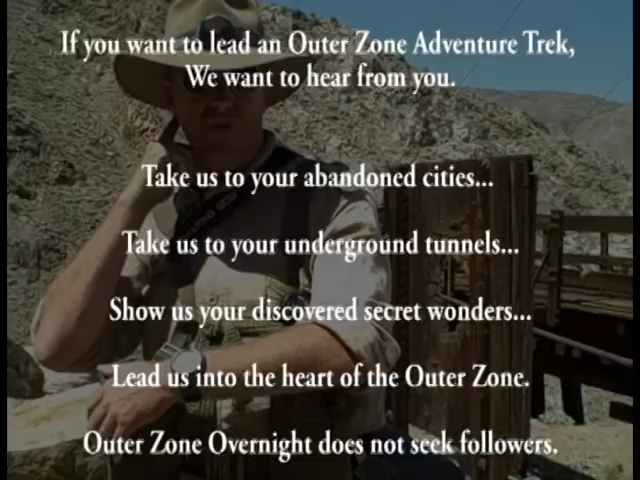 If you want to lead an Outer Zone Adventure Trek,
We want to hear from you.
Take us to your abandoned cities...
Take us to your underground tunnels...
Show us your discovered secret wonders...
Lead us into the heart of the Outer Zone.
Outer Zone Overnight does not seek followers.